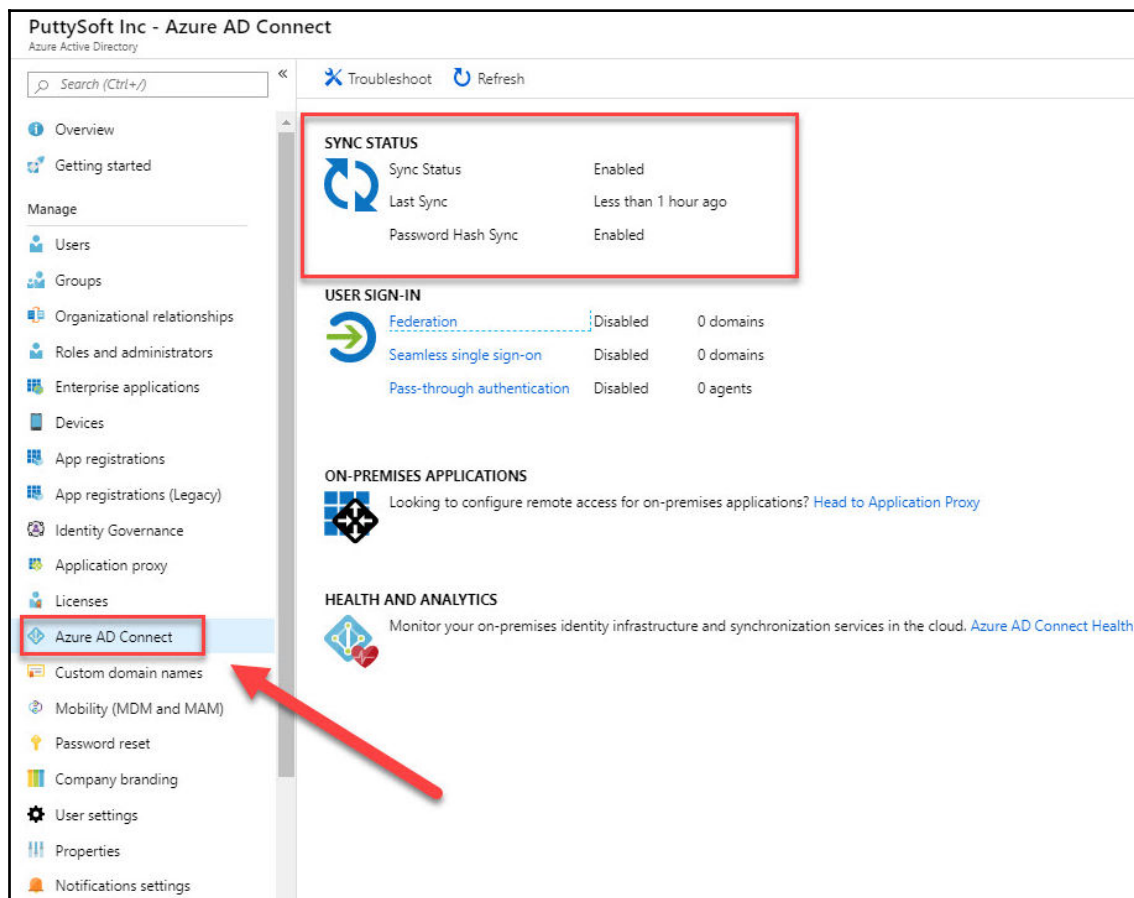 PuttySoft Inc - Azure AD Connect
Azure Active Directory
Search (Ctrl+/)
«
Overview
Getting started
Manage
Users
Groups
Organizational relationships
Roles and administrators
Enterprise applications
Devices
App registrations
App registrations (Legacy)
Identity Governance
Application proxy
Licenses
Azure AD Connect
Custom domain names
Mobility (MDM and MAM)
Password reset
Company branding
User settings
Properties
Notifications settings
Troubleshoot Refresh
SYNC STATUS
Sync Status Enabled
Last Sync Less than 1 hour ago
Password Hash Sync Enabled
USER SIGN-IN
Federation Disabled 0 domains
Seamless single sign-on Disabled 0 domains
Pass-through authentication Disabled 0 agents
ON-PREMISES APPLICATIONS
Looking to configure remote access for on-premises applications? Head to Application Proxy
HEALTH AND ANALYTICS
Monitor your on-premises identity infrastructure and synchronization services in the cloud. Azure AD Connect Health